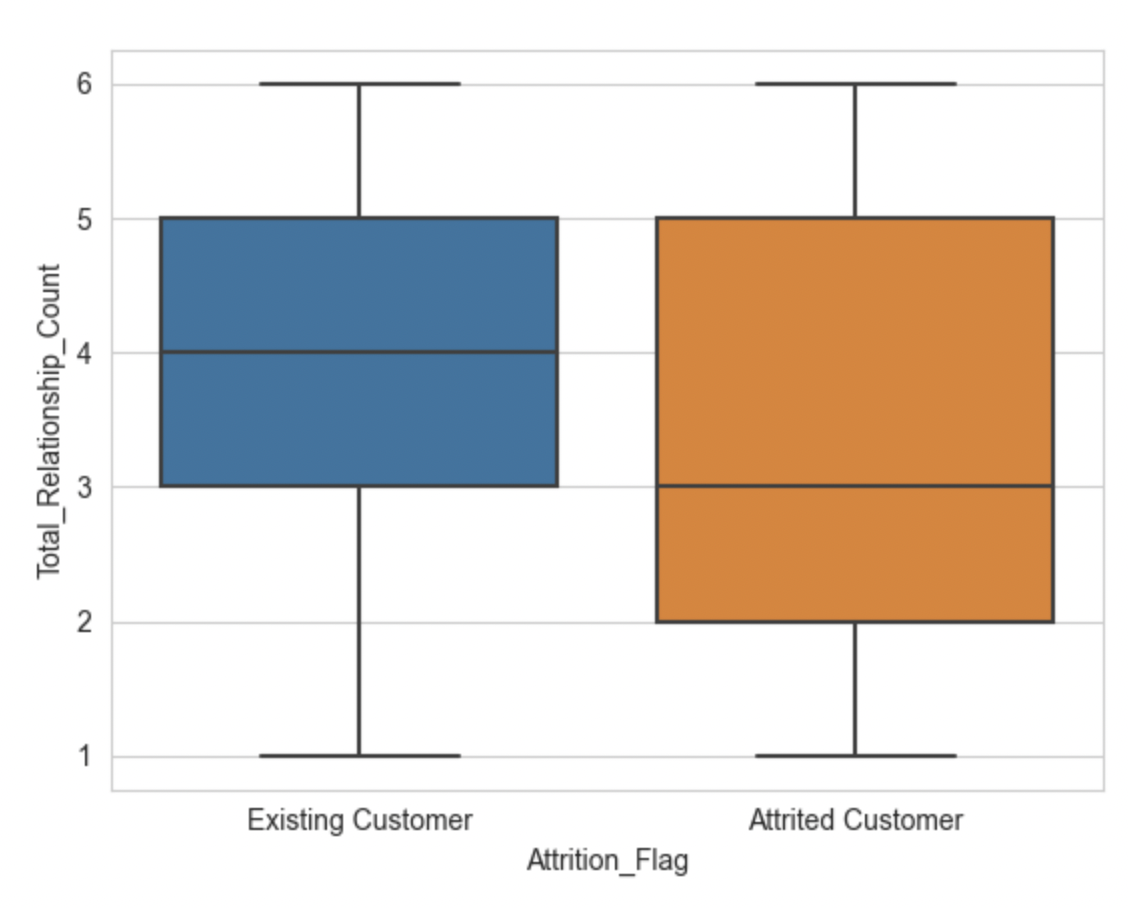 6
5
4
3
2
1
Total_Relationship_Count
Existing Customer
Attrited Customer
Attrition_Flag